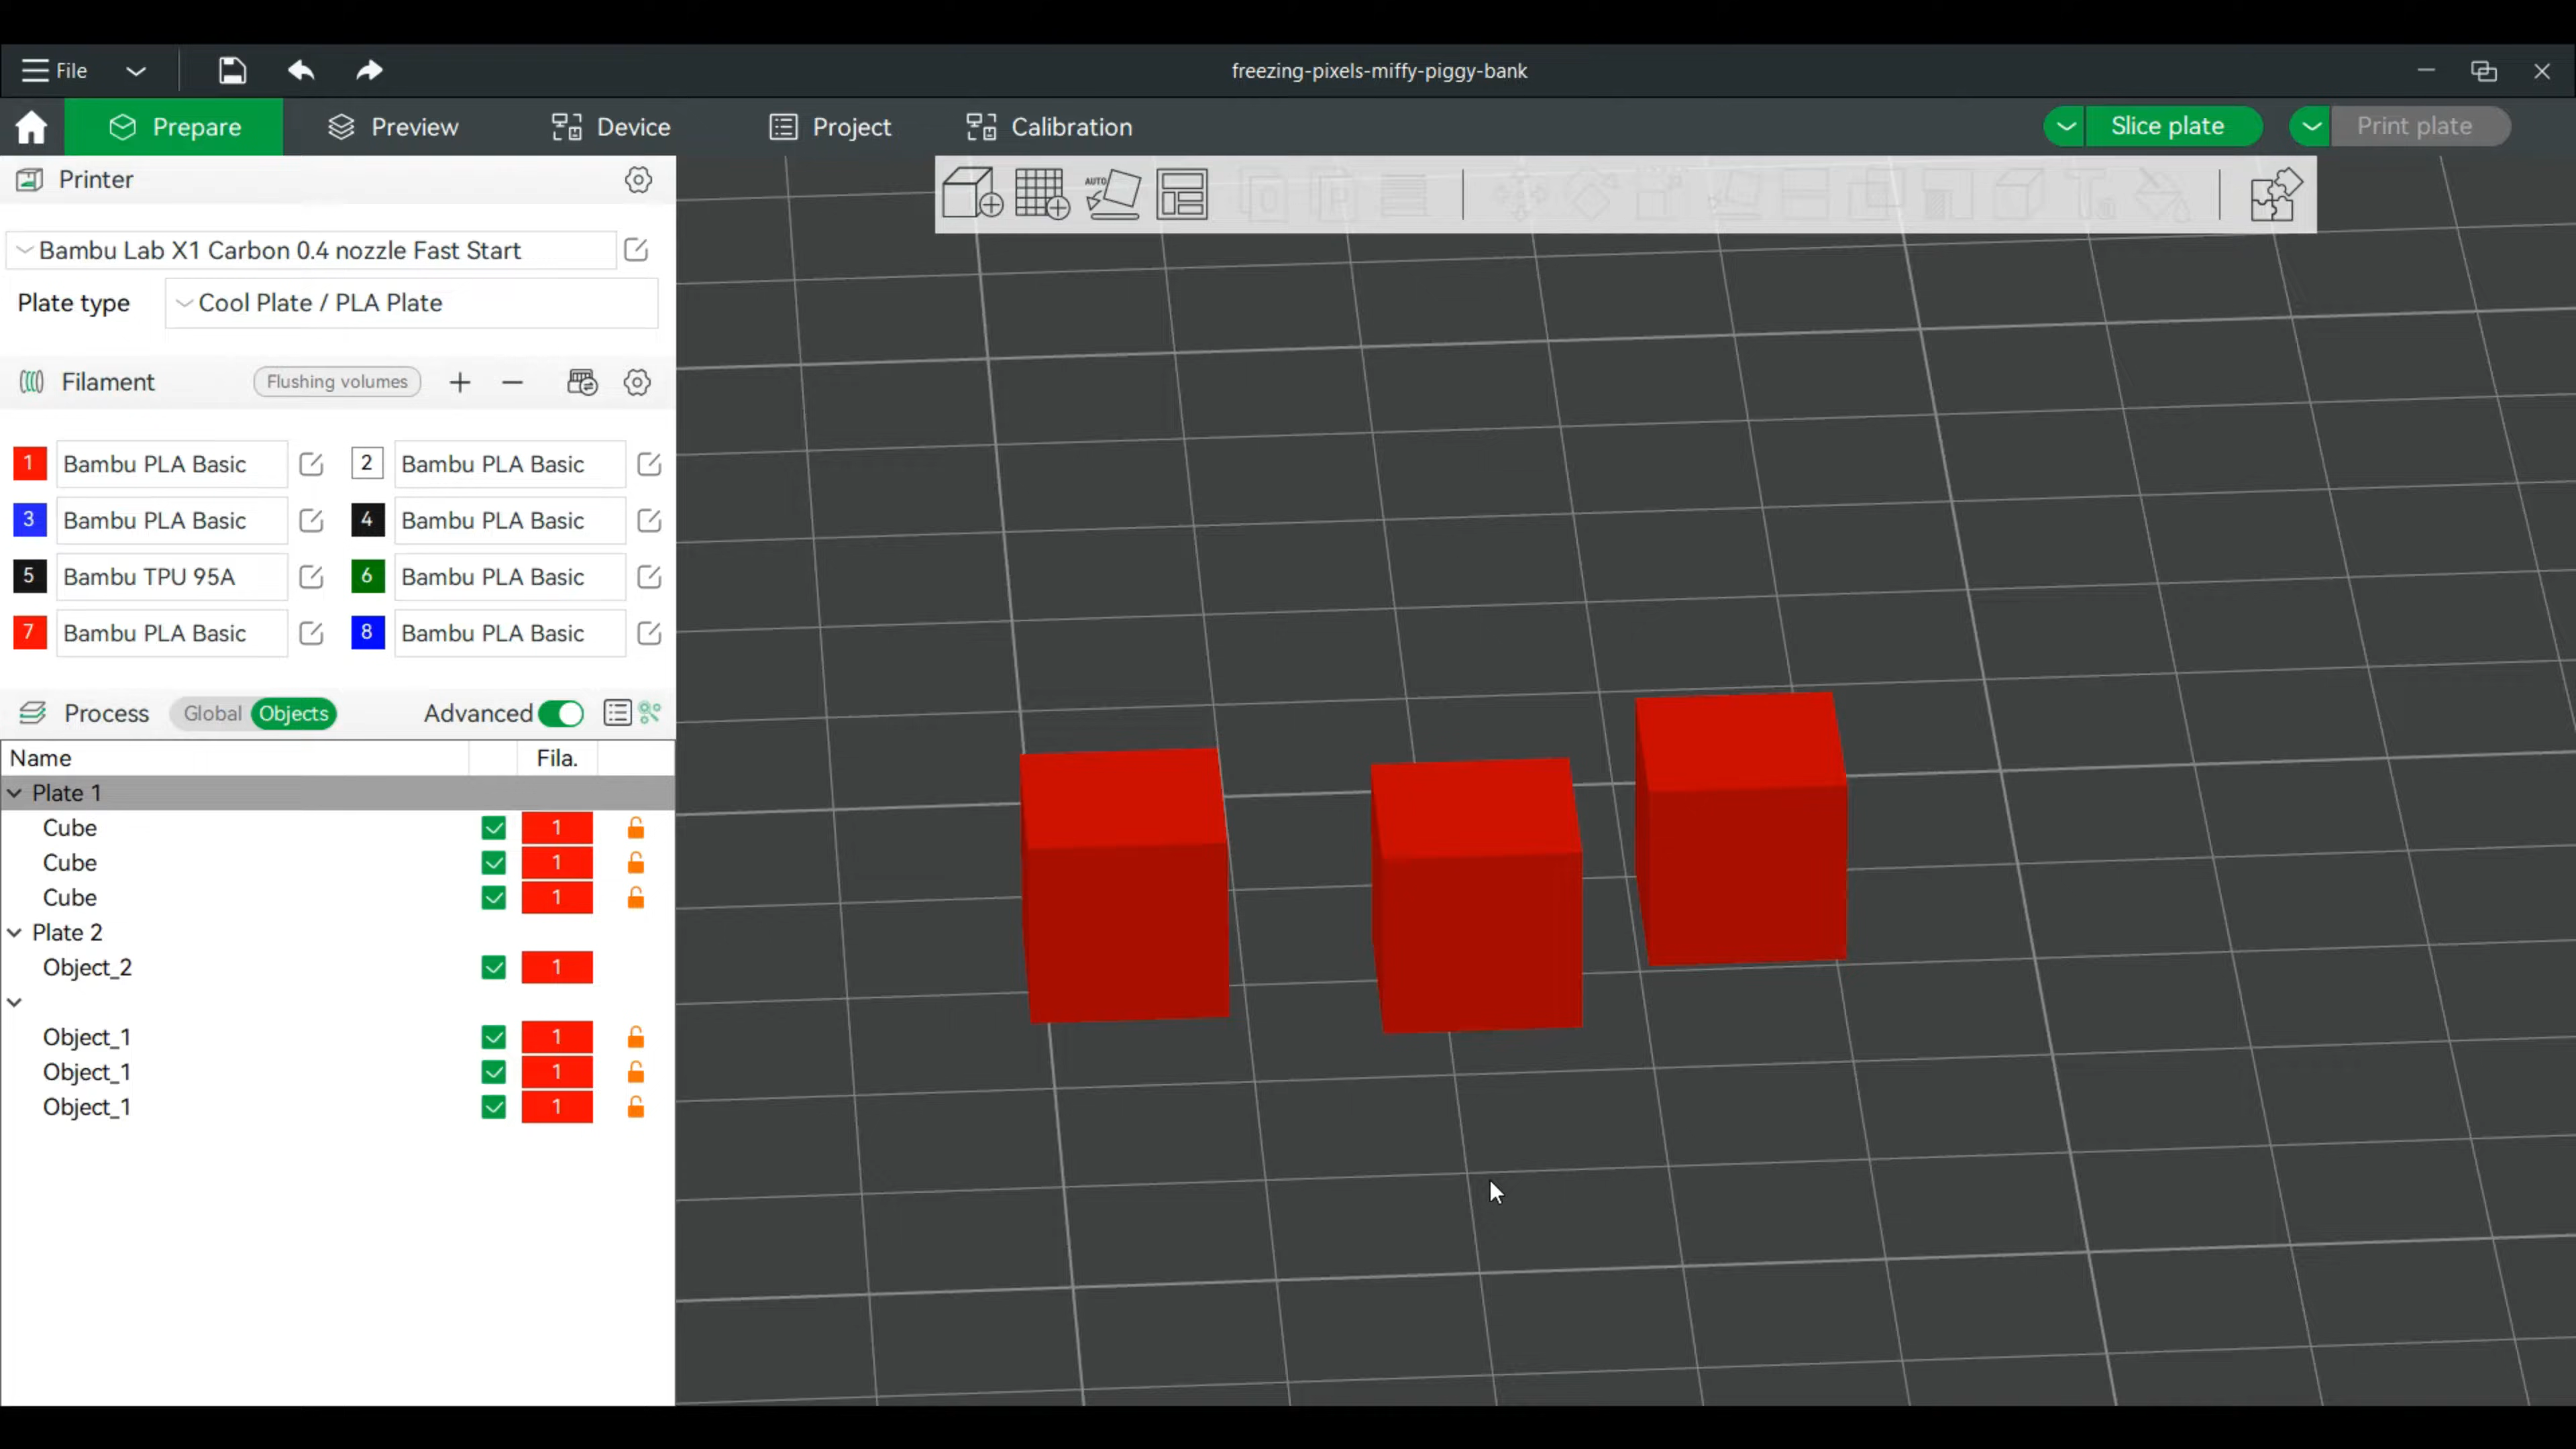 File
freezing-pixels-miffy-piggy-bank
Prepare
Preview
Device
Project
Calibration
Slice plate
Print plate
Printer
Bambu Lab X1 Carbon 0.4 nozzle Fast Start
Plate type
Cool Plate / PLA Plate
Filament
Flushing volumes
AUTO
1 Bambu PLA Basic
2 Bambu PLA Basic
3 Bambu PLA Basic
4 Bambu PLA Basic
5 Bambu TPU 95A
6 Bambu PLA Basic
7 Bambu PLA Basic
8 Bambu PLA Basic
Process
Global
Objects
Advanced
Name Fila.
Plate 1
Cube 1
Cube 1
Cube 1
Plate 2
Object_2 1
Object_1 1
Object_1 1
Object_1 1